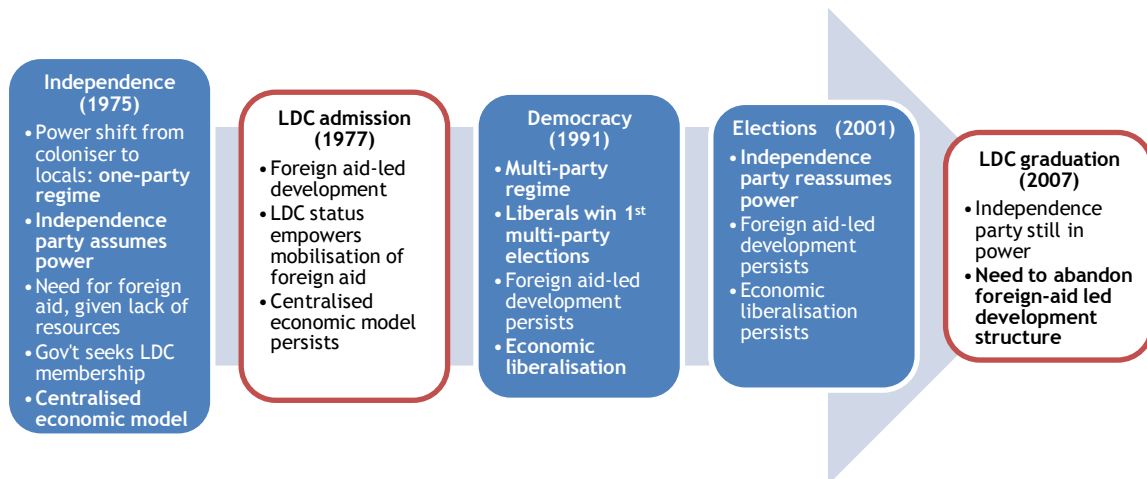 Independence
(1975)
• Power shift from
coloniser to
locals: one-party
regime
• Independence
party assumes
power
• Need for foreign
aid, given lack of
resources
• Gov't seeks LDC
membership
• Centralised
economic model
LDC admission
(1977)
• Foreign aid-led
development
• LDC status
empowers
mobilisation of
foreign aid
• Centralised
economic model
persists
Democracy
(1991)
• Multi-party
regime
• Liberals win 1st
multi-party
elections
• Foreign aid-led
development
persists
• Economic
liberalisation
Elections (2001)
• Independence
party reassumes
power
• Foreign aid-led
development
persists
• Economic
liberalisation
persists
LDC graduation
(2007)
• Independence
party still in
power
• Need to abandon
foreign-aid led
development
structure